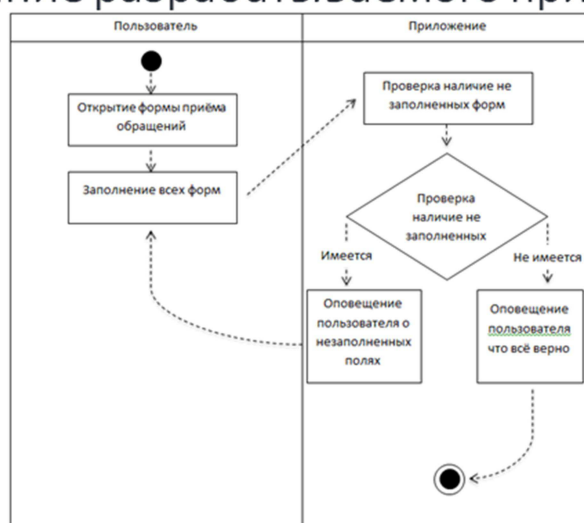 разрабатываемого
Пользователь
Приложение
Открытие формы приёма
обращений
Заполнение всех форм
Проверка наличие не
заполненных форм
Проверка
наличие не
заполненных
Имеется
Не имеется
Оповещение
пользователя о
незаполненных
полях
Оповещение
пользователя
что всё верно